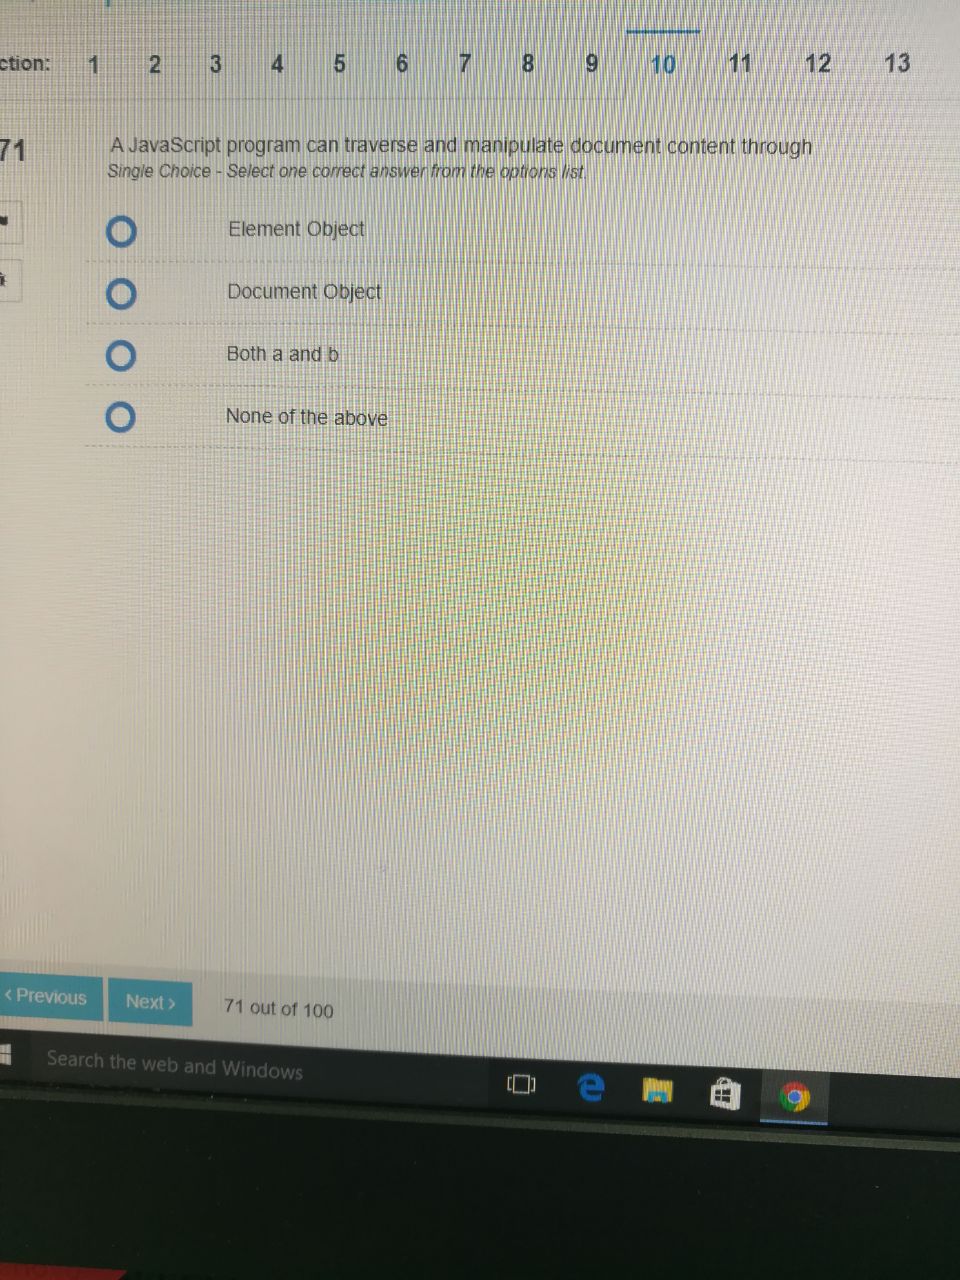 ction: 1 2 3 4 5 6 7 8 9 10 11 12 13
71
A JavaScript program can traverse and manipulate document content through
Single Choice - Select one correct answer from the options list.
Element Object
Document Object
Both a and b
None of the above
< Previous Next > 71 out of 100
Search the web and Windows